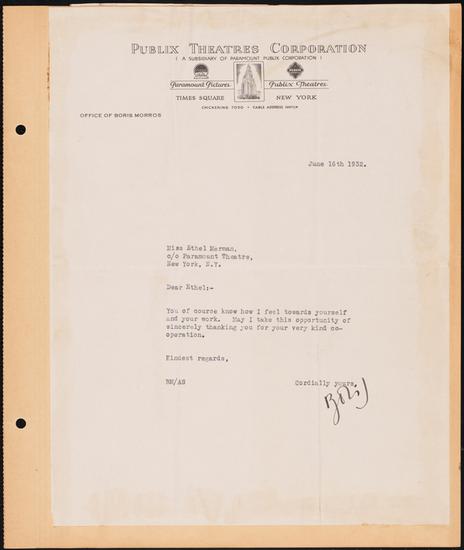 PUBLIX THEATRES CORPORATION
( A SUBSIDIARY OF PARAMOUNT PUBLIX CORPORATION )
Paramount Pictures
Publix Theatres
TIMES SQUARE
NEW YORK
CHICKERING 7050 • CABLE ADDRESS
OFFICE OF BORIS MORROS
June 16th 1932.
Miss Ethel Merman,
c/o Paramount Theatre,
New York, N.Y.
Dear Ethel:-
You of course know how I feel towards yourself
and your work. May I take this opportunity of
sincerely thanking you for your very kind co-
operation.
Kindest regards,
BM/AS
Cordially yours,
Boris